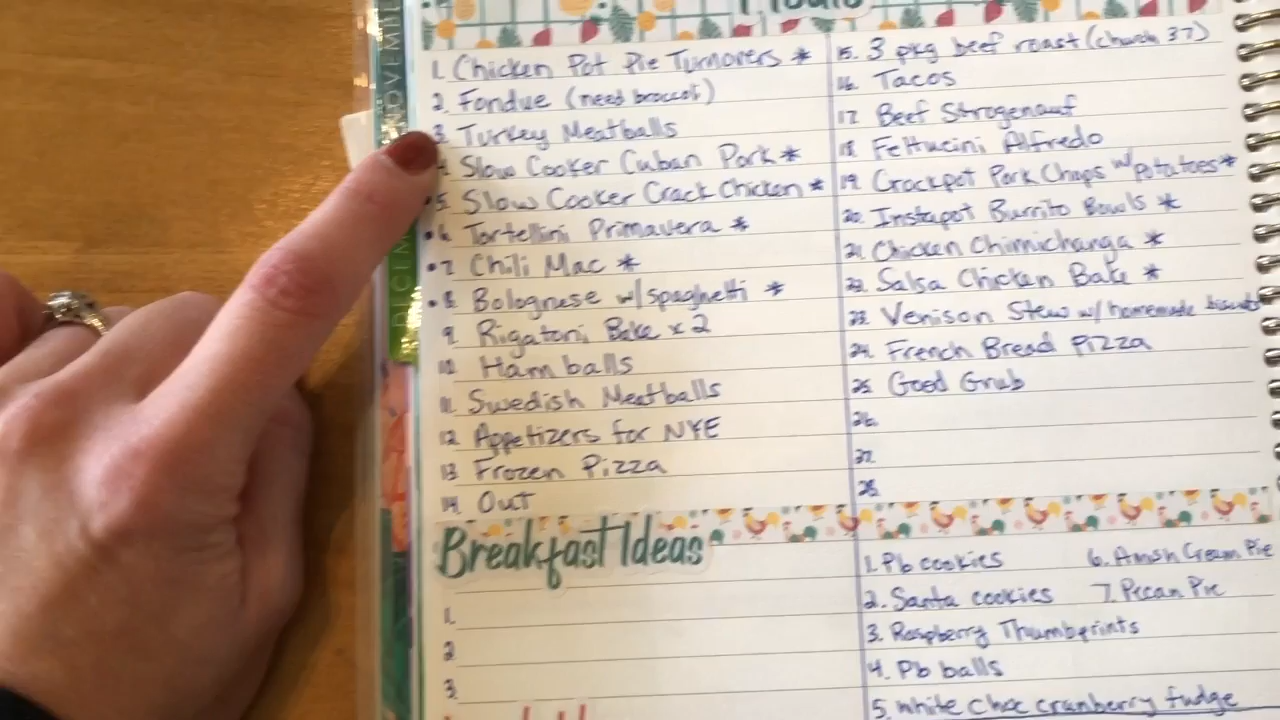 NOVEMBE
1. Chicken Pot Pie Turnovers *
2. Fondue (need broccoli)
3. Turkey Meatballs
4. Slow Cooker Cuban Pork *
• 5. Slow Cooker Crack Chicken *
• 6. Tortellini Primavera *
• 7. Chili Mac *
• 8. Bolognese w/spaghetti *
9. Rigatoni Bake x 2
10. Ham balls
11. Swedish Meatballs
12. Appetizers for NYE
13. Frozen Pizza
14. Out
15. 3 pkg beef roast (church 37)
16. Tacos
17. Beef Strogenauf
18. Fettucini Alfredo
19. Crockpot Pork Chops w/potatoes *
20. Instapot Burrito Bowls *
21. Chicken Chimichanga *
22. Salsa Chicken Bake *
23. Venison Stew w/ homemade biscuits
24. French Bread Pizza
25. Good Grub
26.
27.
28.
DECEM
Breakfast Ideas
1.
2.
3.
1. Pb cookies
2. Santa cookies
3. Raspberry Thumbprints
4. Pb balls
5. White choc cranberry fudge
6. Amish Cream Pie
7. Pecan Pie